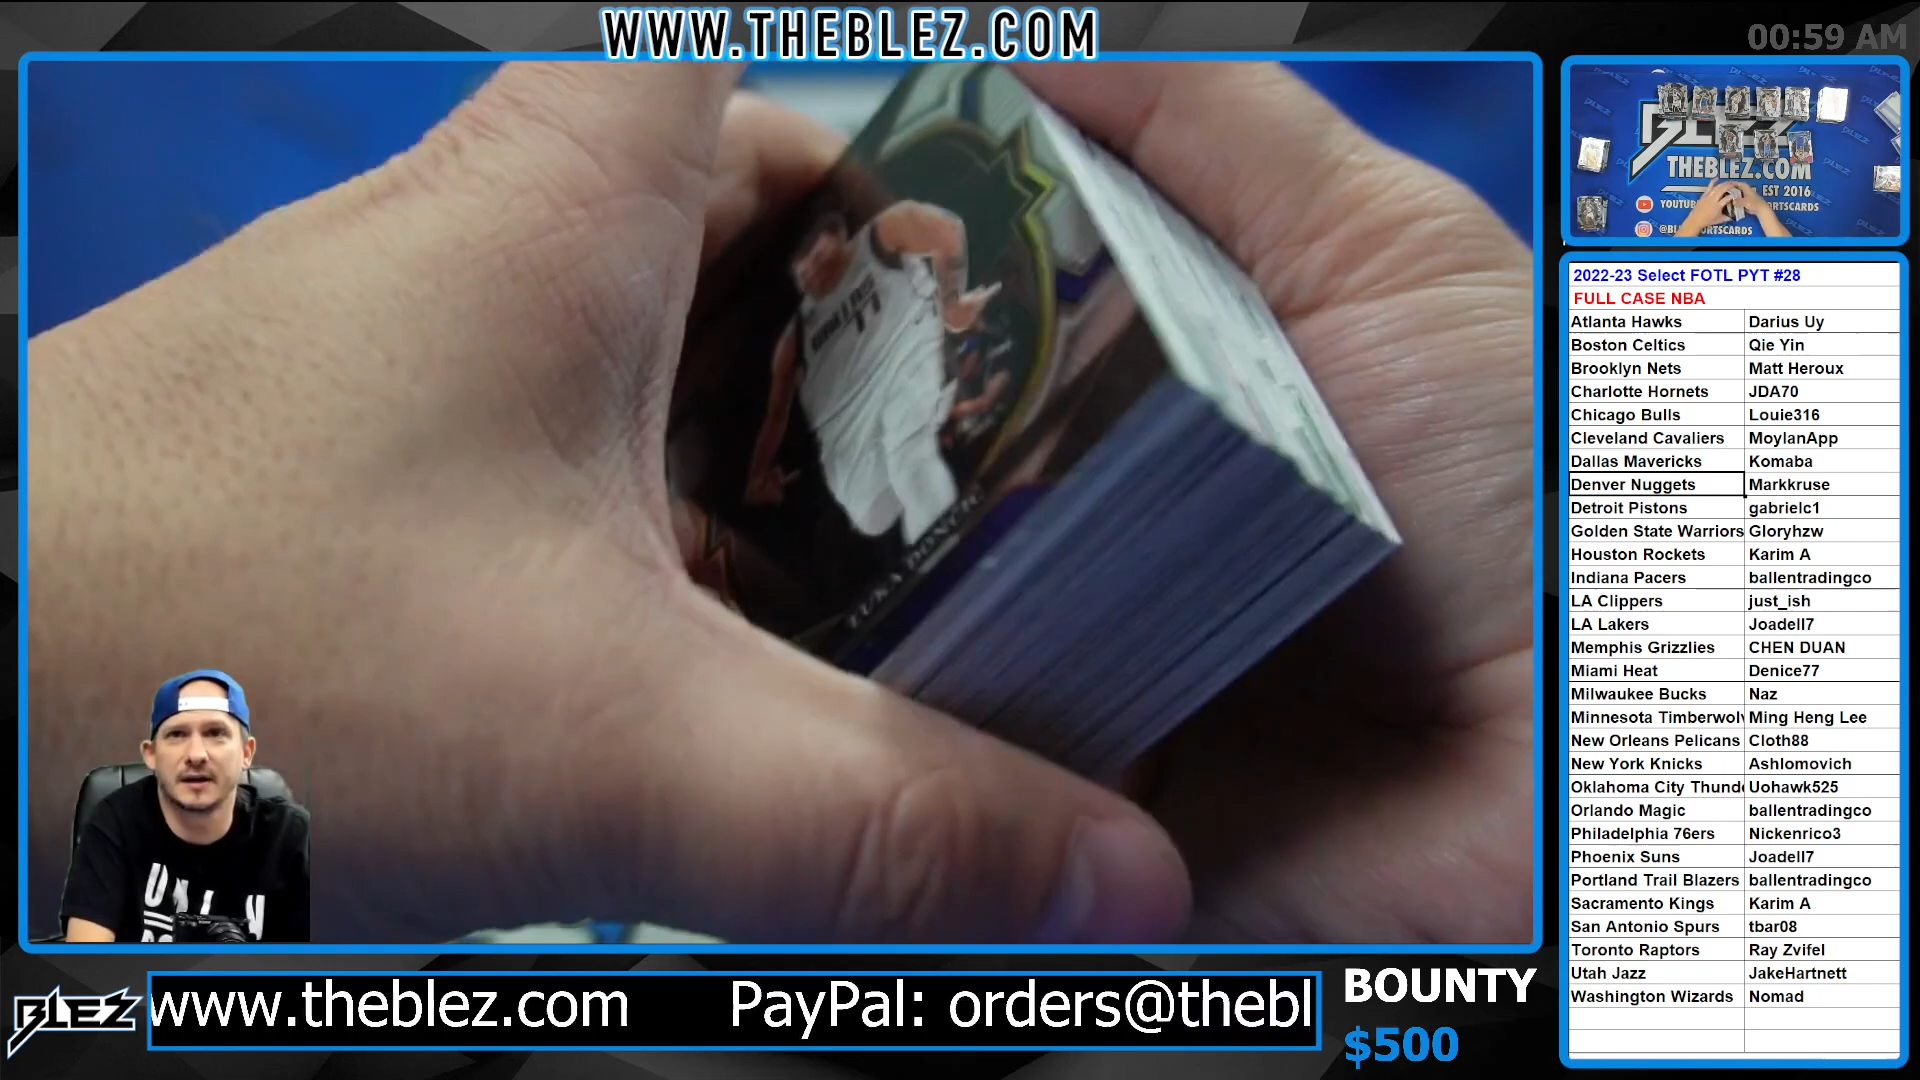 WWW.THEBLEZ.COM
00:59 AM
BLEZ
THEBLEZ.COM
EST 2016
LUKA DONCIC
2022-23 Select FOTL PYT #28
FULL CASE NBA
Atlanta Hawks Darius Uy
Boston Celtics Qie Yin
Brooklyn Nets Matt Heroux
Charlotte Hornets JDA70
Chicago Bulls Louie316
Cleveland Cavaliers MoylanApp
Dallas Mavericks Komaba
Denver Nuggets Markkruse
Detroit Pistons gabrielc1
Golden State Warriors Gloryhzw
Houston Rockets Karim A
Indiana Pacers ballentradingco
LA Clippers just_ish
LA Lakers Joadell7
Memphis Grizzlies CHEN DUAN
Miami Heat Denice77
Milwaukee Bucks Naz
Minnesota Timberwolv Ming Heng Lee
New Orleans Pelicans Cloth88
New York Knicks Ashlomovich
Oklahoma City Thund Uohawk525
Orlando Magic ballentradingco
Philadelphia 76ers Nickenrico3
Phoenix Suns Joadell7
Portland Trail Blazers ballentradingco
Sacramento Kings Karim A
San Antonio Spurs tbar08
Toronto Raptors Ray Zvifel
Utah Jazz JakeHartnett
Washington Wizards Nomad
BLEZ
www.theblez.com PayPal: orders@thebl
BOUNTY
$500